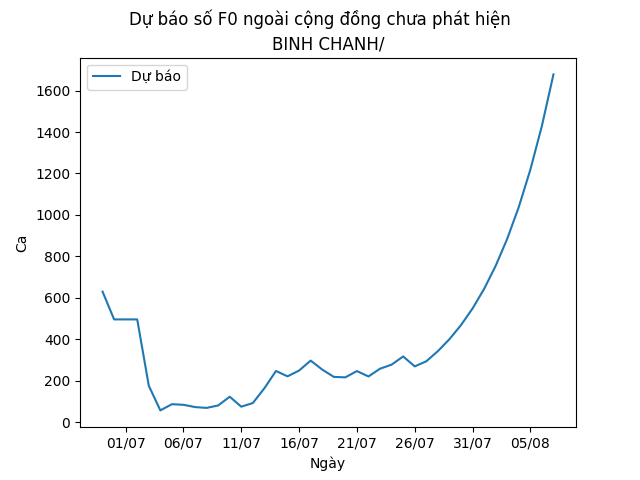 Dự báo số F0 ngoài cộng đồng chưa phát hiện
BINH CHANH/
Dự báo
Ca
1600
1400
1200
1000
800
600
400
200
0
01/07 06/07 11/07 16/07 21/07 26/07 31/07 05/08
Ngày